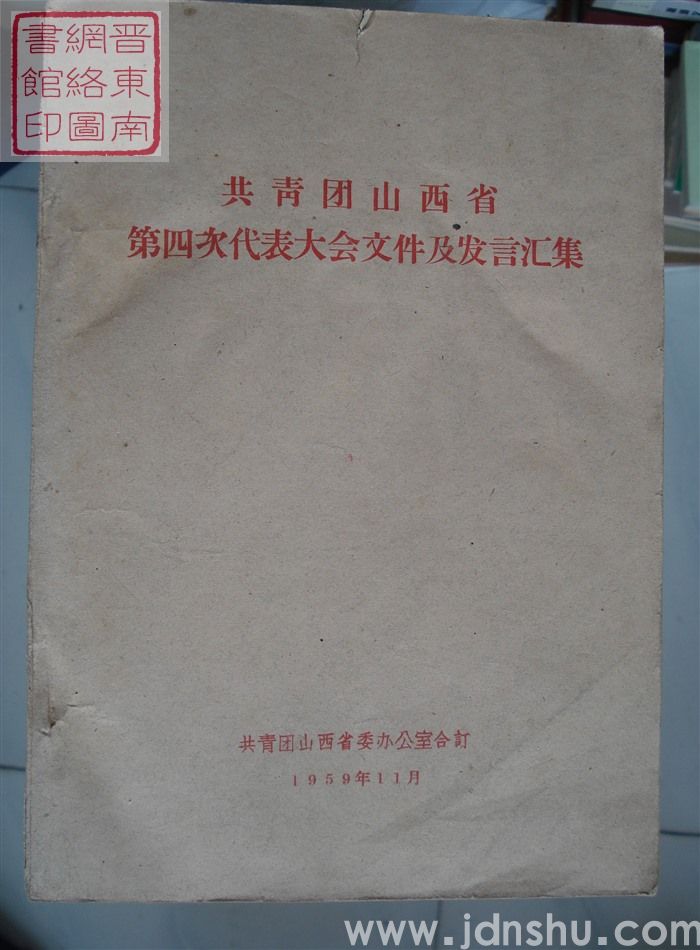 晋東南
網絡圖
書館印
共青团山西省
第四次代表大会文件及发言汇集
共青团山西省委办公室合訂
1959年11月
www.jdnshu.com